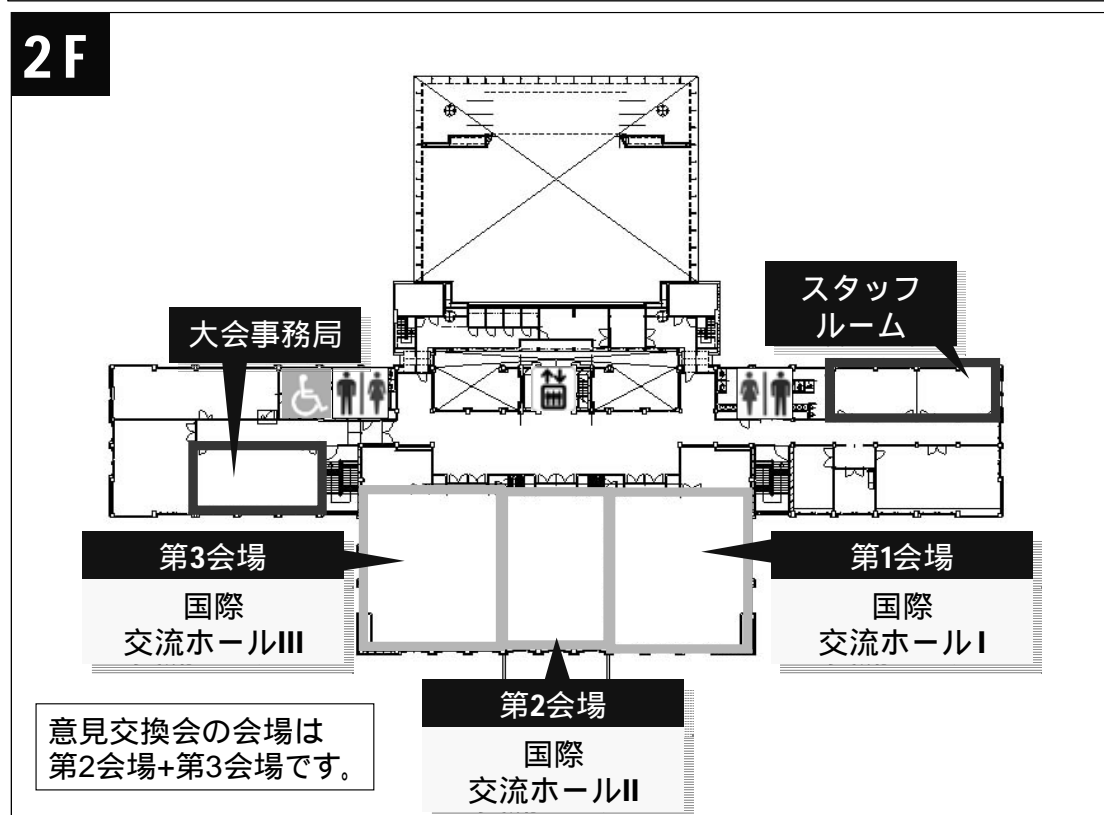 2F
スタッフ
ルーム
大会事務局
第3会場
国際
交流ホールIII
第1会場
国際
交流ホールI
第2会場
国際
交流ホールII
意見交換会の会場は
第2会場+第3会場です。